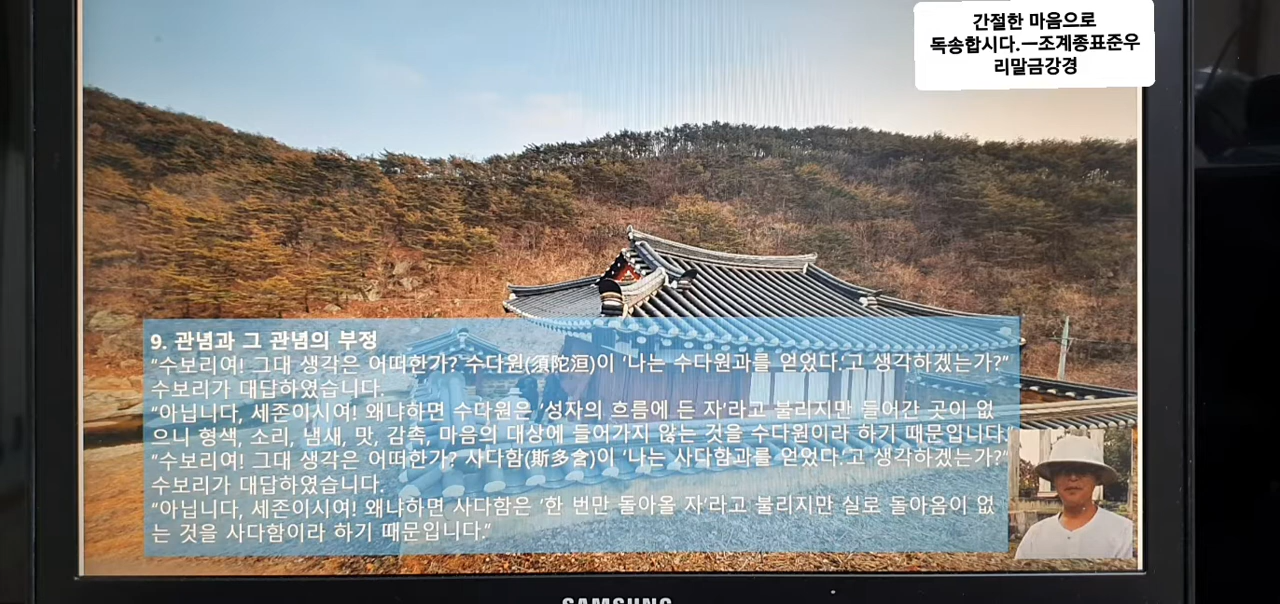 간절한 마음으로
독송합시다.ㅡ조계종표준우
리말금강경
9. 관념과 그 관념의 부정
“수보리여! 그대 생각은 어떠한가? 수다원(須陀洹)이 ‘나는 수다원과를 얻었다.’고 생각하겠는가?”
수보리가 대답하였습니다.
“아닙니다, 세존이시여! 왜냐하면 수다원은 ‘성자의 흐름에 든 자’라고 불리지만 들어간 곳이 없
으니 형색, 소리, 냄새, 맛, 감촉, 마음의 대상에 들어가지 않는 것을 수다원이라 하기 때문입니다.”
“수보리여! 그대 생각은 어떠한가? 사다함(斯多含)이 ‘나는 사다함과를 얻었다.’고 생각하겠는가?”
수보리가 대답하였습니다.
“아닙니다, 세존이시여! 왜냐하면 사다함은 ‘한 번만 돌아올 자’라고 불리지만 실로 돌아옴이 없
는 것을 사다함이라 하기 때문입니다.”
SAMSUNG